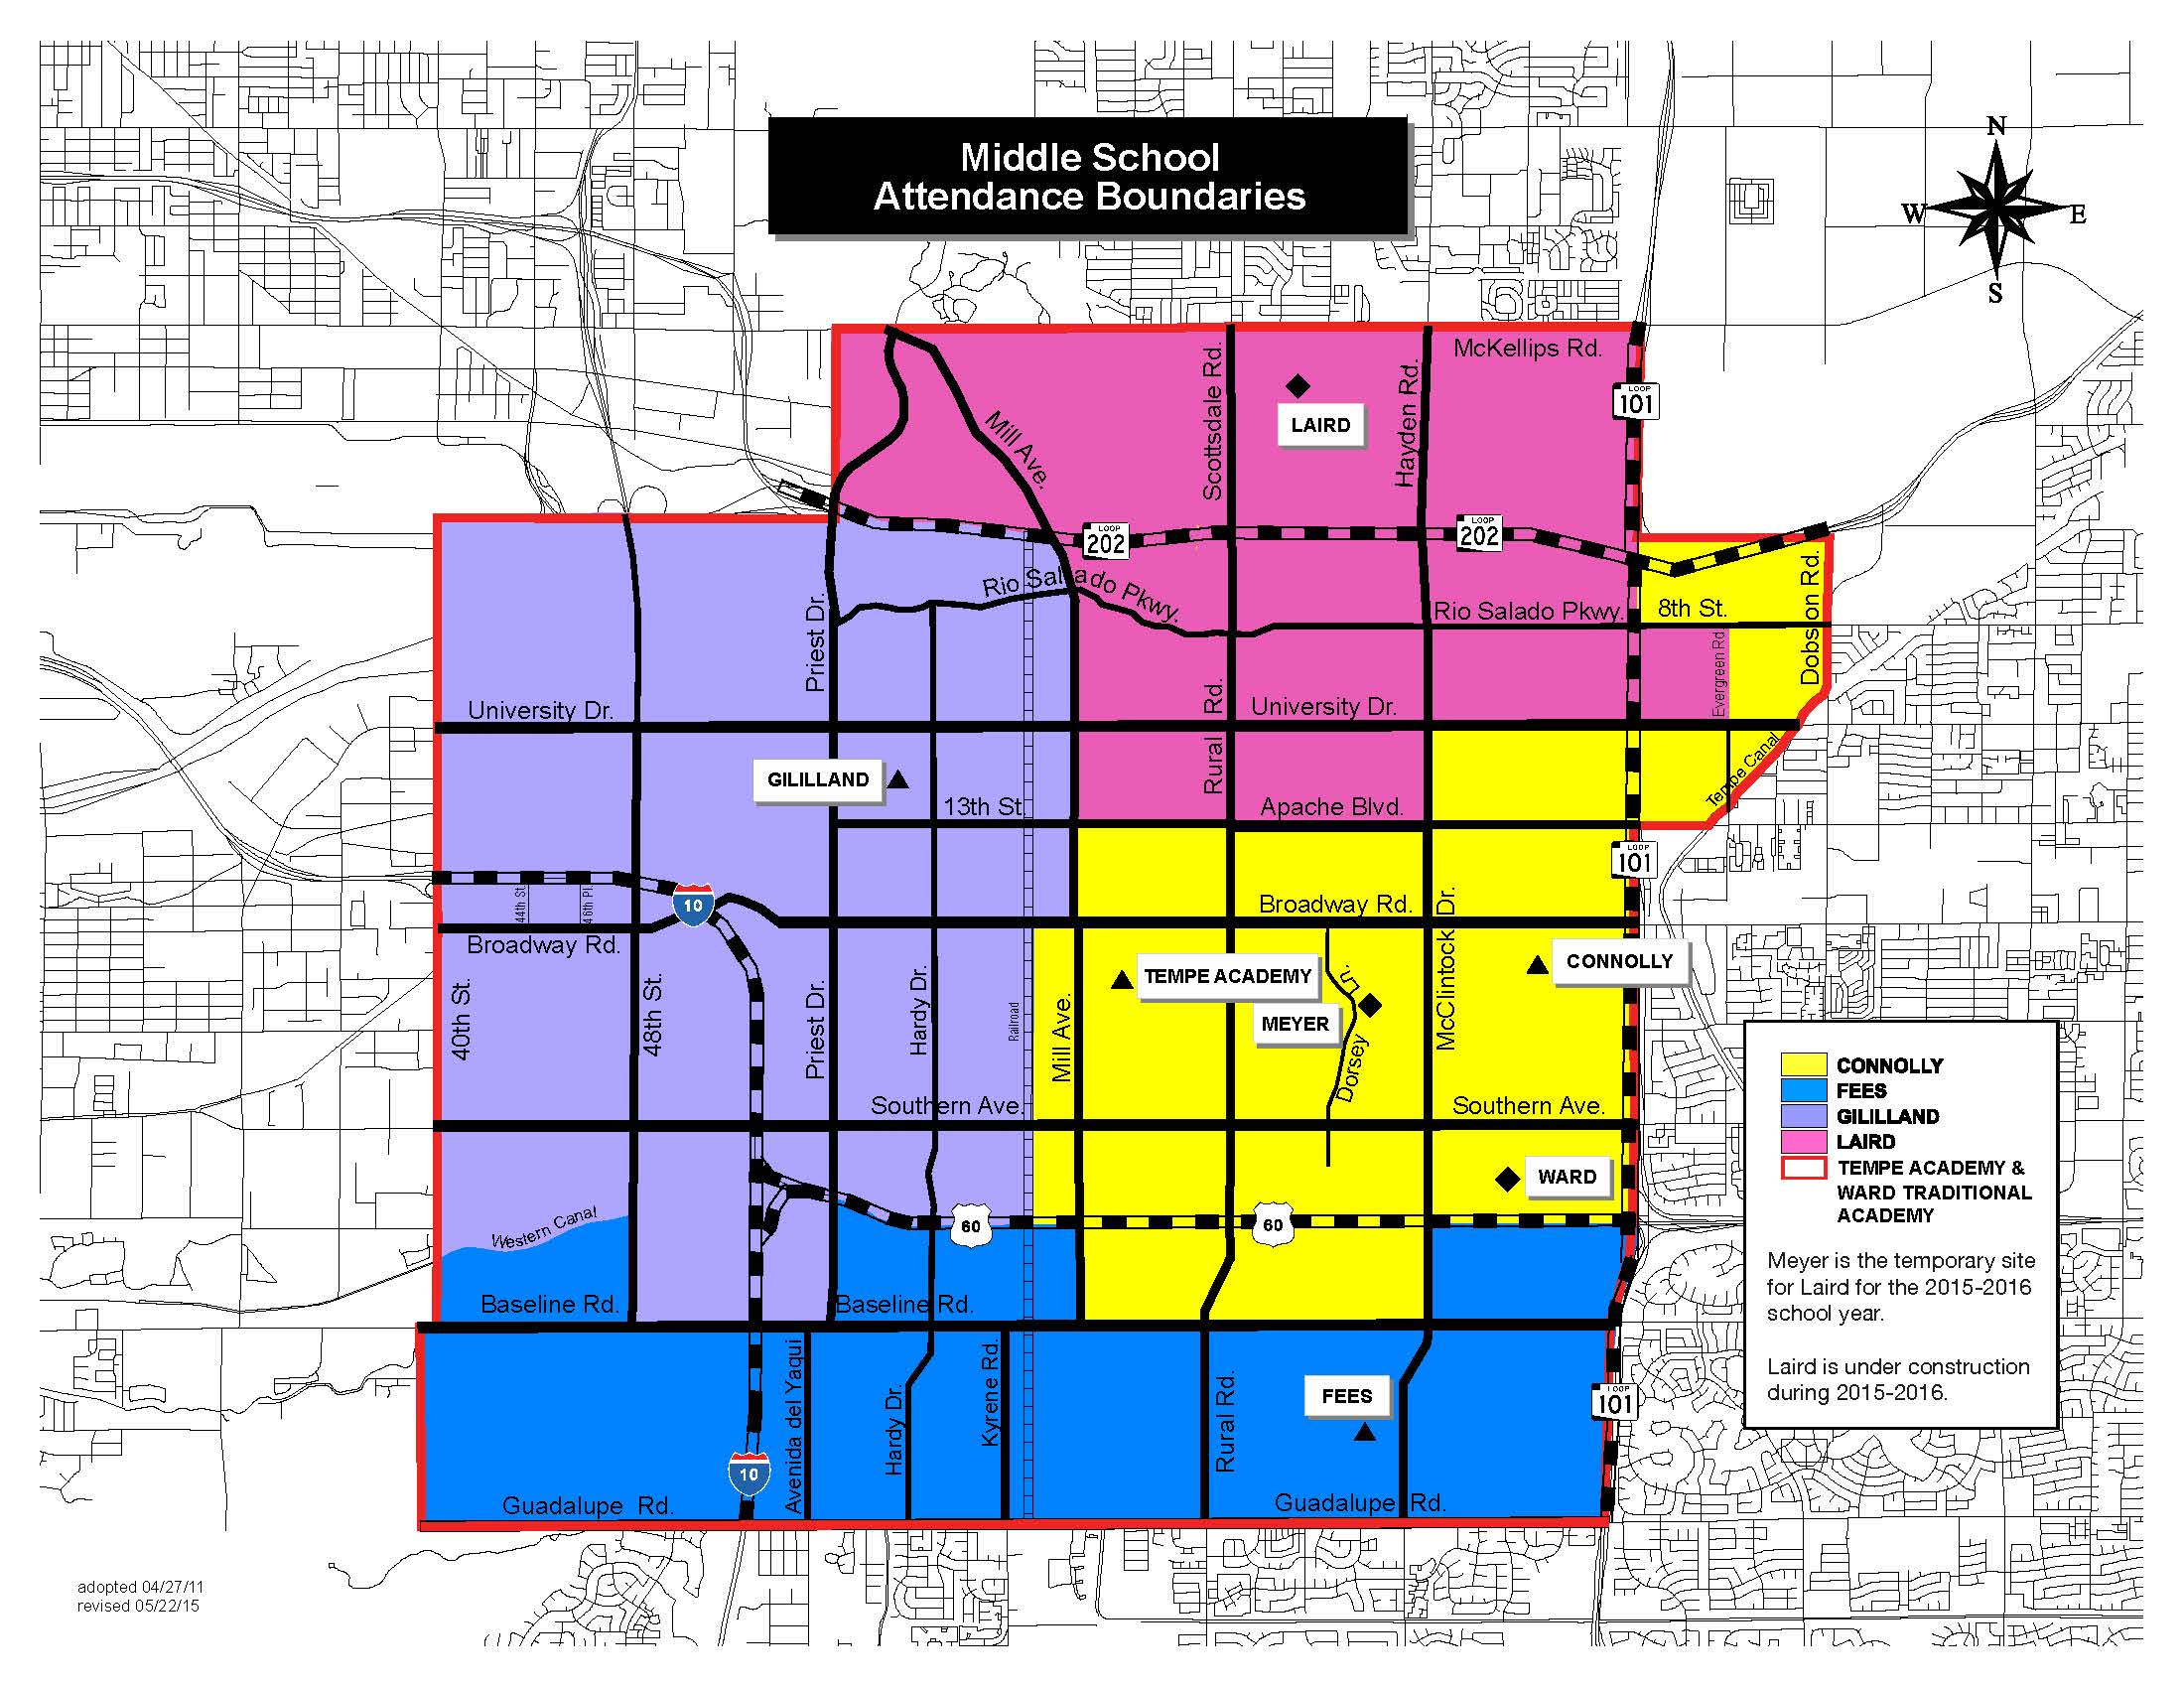 Middle School
Attendance Boundaries
N
W
E
S
McKellips Rd.
Scottsdale Rd.
Hayden Rd.
Mill Ave.
LAIRD
LOOP
101
LOOP
202
LOOP
202
Rio Salado Pkwy.
Rio Salado Pkwy.
8th St.
Priest Dr.
Dobson Rd.
Evergreen Rd.
University Dr.
Rural Rd.
University Dr.
Tempe Canal
GILILLAND
13th St.
Apache Blvd.
LOOP
101
10
44th St.
46th Pl.
Broadway Rd.
Broadway Rd.
McClintock Dr.
CONNOLLY
TEMPE ACADEMY
MEYER
40th St.
48th St.
Priest Dr.
Hardy Dr.
Railroad
Mill Ave.
Dorsey Ln.
Southern Ave.
Southern Ave.
WARD
Western Canal
60
60
Baseline Rd.
Baseline Rd.
Avenida del Yaqui
Hardy Dr.
Kyrene Rd.
Rural Rd.
FEES
LOOP
101
10
Guadalupe Rd.
Guadalupe Rd.
CONNOLLY
FEES
GILILLAND
LAIRD
TEMPE ACADEMY &
WARD TRADITIONAL
ACADEMY
Meyer is the temporary site
for Laird for the 2015-2016
school year.
Laird is under construction
during 2015-2016.
adopted 04/27/11
revised 05/22/15